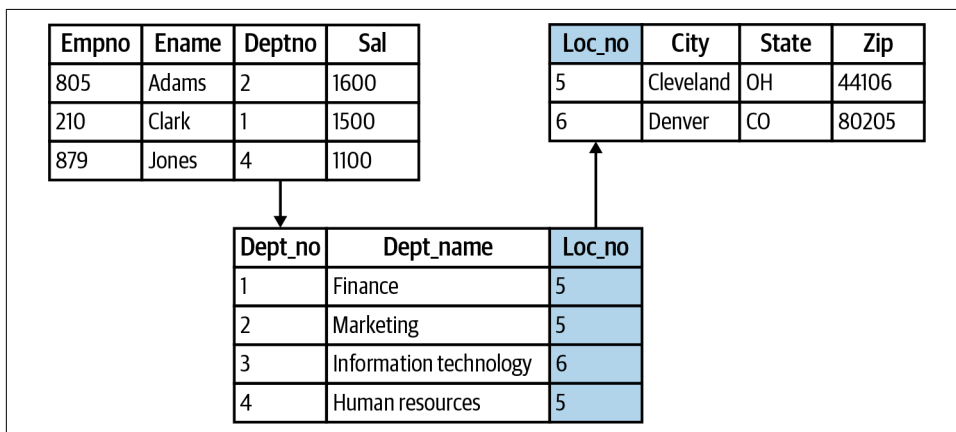 Empno Ename Deptno Sal
805 Adams 2 1600
210 Clark 1 1500
879 Jones 4 1100
Loc_no City State Zip
5 Cleveland OH 44106
6 Denver CO 80205
Dept_no Dept_name Loc_no
1 Finance 5
2 Marketing 5
3 Information technology 6
4 Human resources 5